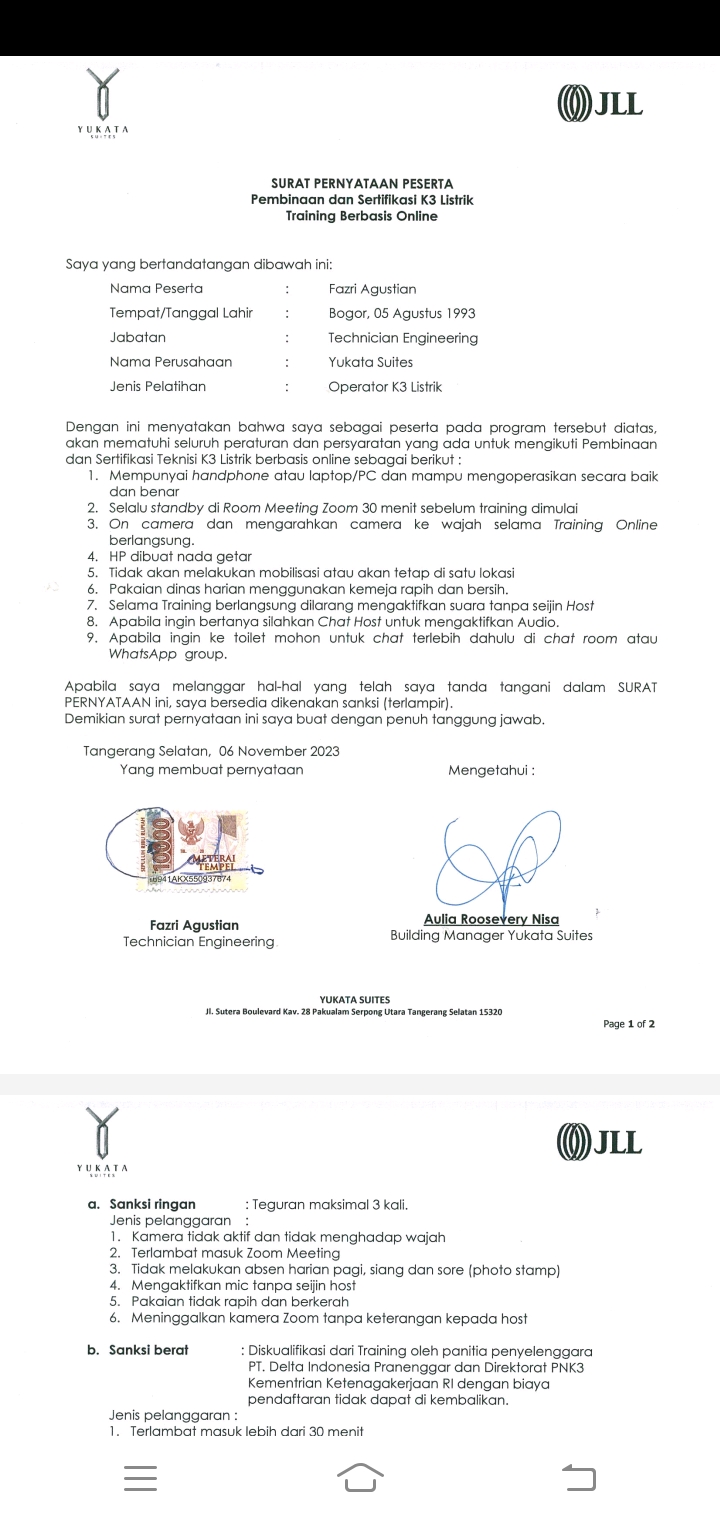 YUKATA
SUITES
JLL
SURAT PERNYATAAN PESERTA
Pembinaan dan Sertifikasi K3 Listrik
Training Berbasis Online
Saya yang bertandatangan dibawah ini:
Nama Peserta : Fazri Agustian
Tempat/Tanggal Lahir : Bogor, 05 Agustus 1993
Jabatan : Technician Engineering
Nama Perusahaan : Yukata Suites
Jenis Pelatihan : Operator K3 Listrik
Dengan ini menyatakan bahwa saya sebagai peserta pada program tersebut diatas,
akan mematuhi seluruh peraturan dan persyaratan yang ada untuk mengikuti Pembinaan
dan Sertifikasi Teknisi K3 Listrik berbasis online sebagai berikut :
1. Mempunyai handphone atau laptop/PC dan mampu mengoperasikan secara baik
dan benar
2. Selalu standby di Room Meeting Zoom 30 menit sebelum training dimulai
3. On camera dan mengarahkan camera ke wajah selama Training Online
berlangsung.
4. HP dibuat nada getar
5. Tidak akan melakukan mobilisasi atau akan tetap di satu lokasi
6. Pakaian dinas harian menggunakan kemeja rapih dan bersih.
7. Selama Training berlangsung dilarang mengaktifkan suara tanpa seijin Host
8. Apabila ingin bertanya silahkan Chat Host untuk mengaktifkan Audio.
9. Apabila ingin ke toilet mohon untuk chat terlebih dahulu di chat room atau
WhatsApp group.
Apabila saya melanggar hal-hal yang telah saya tanda tangani dalam SURAT
PERNYATAAN ini, saya bersedia dikenakan sanksi (terlampir).
Demikian surat pernyataan ini saya buat dengan penuh tanggung jawab.
Tangerang Selatan, 06 November 2023
Yang membuat pernyataan Mengetahui :
SEPULUH RIBU RUPIAH
10000
METERAI
TEMPEL
941AKX550937674
Fazri Agustian
Technician Engineering
Aulia Roosevery Nisa
Building Manager Yukata Suites
YUKATA SUITES
Jl. Sutera Boulevard Kav. 28 Pakualam Serpong Utara Tangerang Selatan 15320
Page 1 of 2
YUKATA
SUITES
JLL
a. Sanksi ringan : Teguran maksimal 3 kali.
Jenis pelanggaran :
1. Kamera tidak aktif dan tidak menghadap wajah
2. Terlambat masuk Zoom Meeting
3. Tidak melakukan absen harian pagi, siang dan sore (photo stamp)
4. Mengaktifkan mic tanpa seijin host
5. Pakaian tidak rapih dan berkerah
6. Meninggalkan kamera Zoom tanpa keterangan kepada host
b. Sanksi berat : Diskualifikasi dari Training oleh panitia penyelenggara
PT. Delta Indonesia Pranenggar dan Direktorat PNK3
Kementrian Ketenagakerjaan RI dengan biaya
pendaftaran tidak dapat di kembalikan.
Jenis pelanggaran :
1. Terlambat masuk lebih dari 30 menit